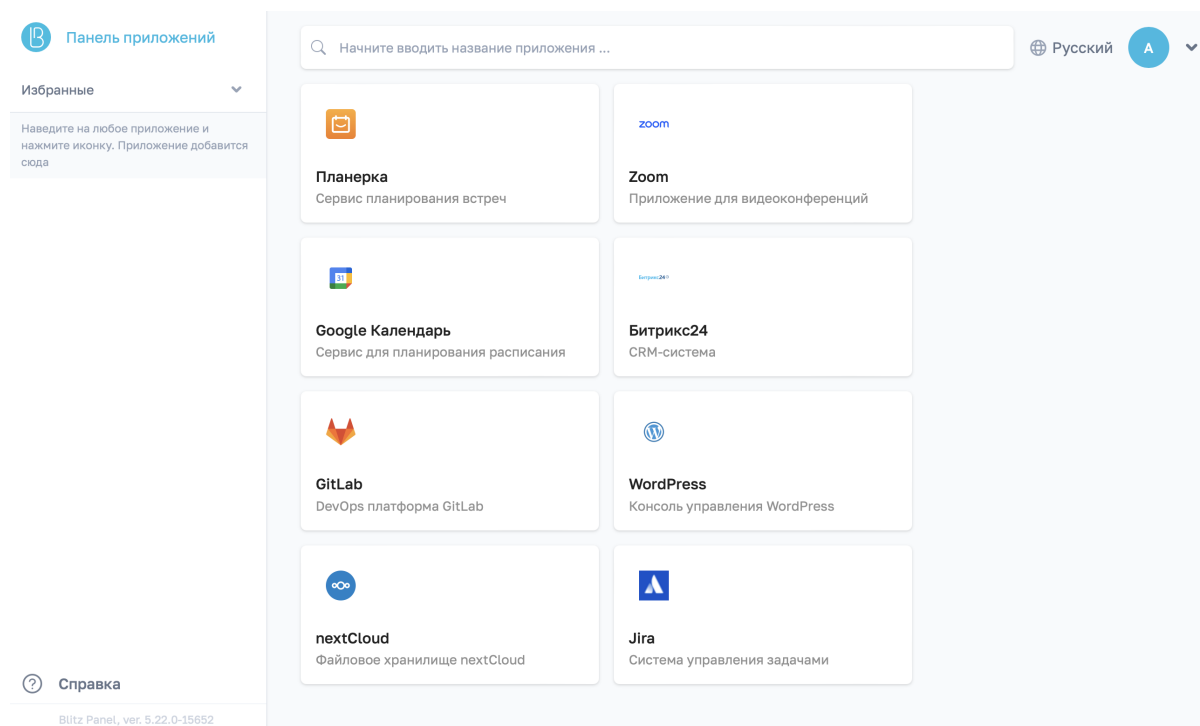 Панель приложений
Начните вводить название приложения ...
Русский
A
Избранные
Наведите на любое приложение и
нажмите иконку. Приложение добавится
сюда
Планерка
Сервис планирования встреч
zoom
Zoom
Приложение для видеоконференций
31
Google Календарь
Сервис для планирования расписания
Битрикс24
Битрикс24
CRM-система
GitLab
DevOps платформа GitLab
WordPress
Консоль управления WordPress
nextCloud
Файловое хранилище nextCloud
Jira
Система управления задачами
? Справка
Blitz Panel, ver. 5.22.0-15652